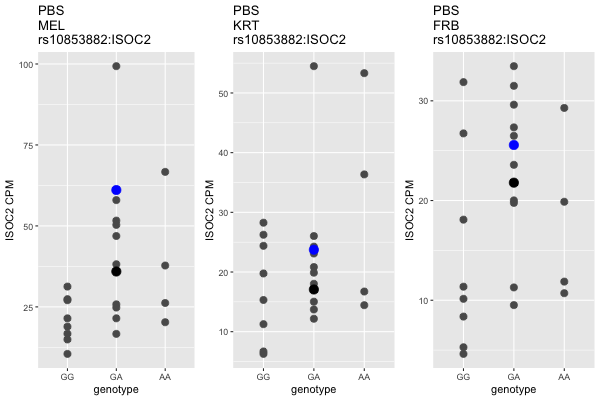 PBS
MEL
rs10853882:ISOC2
ISOC2 CPM
100
75
50
25
GG GA AA
genotype
PBS
KRT
rs10853882:ISOC2
ISOC2 CPM
50
40
30
20
10
GG GA AA
genotype
PBS
FRB
rs10853882:ISOC2
ISOC2 CPM
30
20
10
GG GA AA
genotype